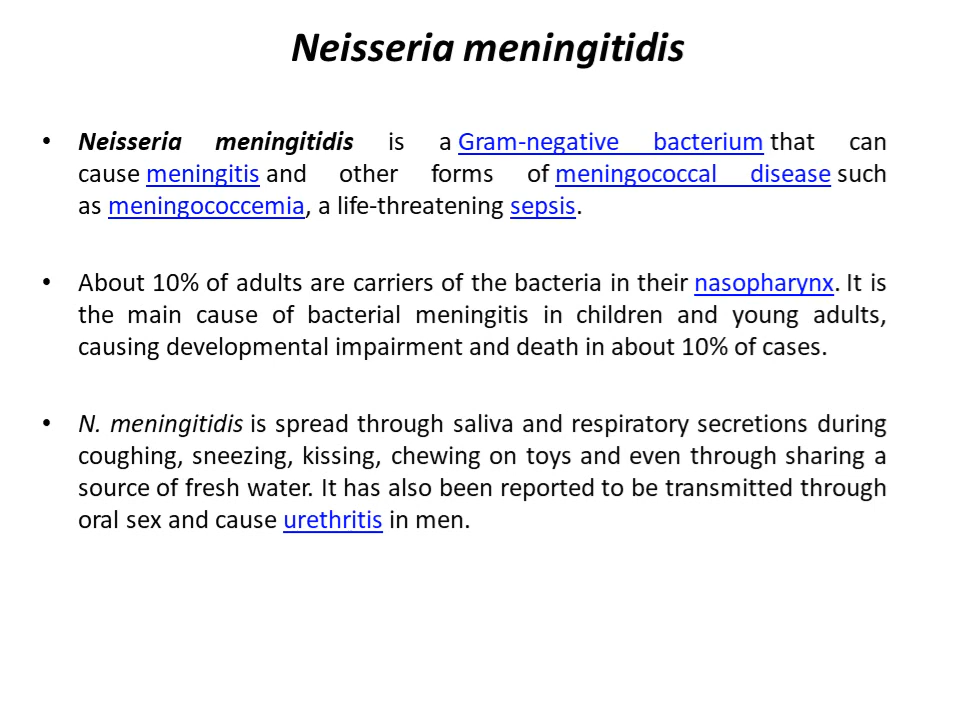 Neisseria meningitidis
• Neisseria meningitidis is a Gram-negative bacterium that can
cause meningitis and other forms of meningococcal disease such
as meningococcemia, a life-threatening sepsis.
• About 10% of adults are carriers of the bacteria in their nasopharynx. It is
the main cause of bacterial meningitis in children and young adults,
causing developmental impairment and death in about 10% of cases.
• N. meningitidis is spread through saliva and respiratory secretions during
coughing, sneezing, kissing, chewing on toys and even through sharing a
source of fresh water. It has also been reported to be transmitted through
oral sex and cause urethritis in men.